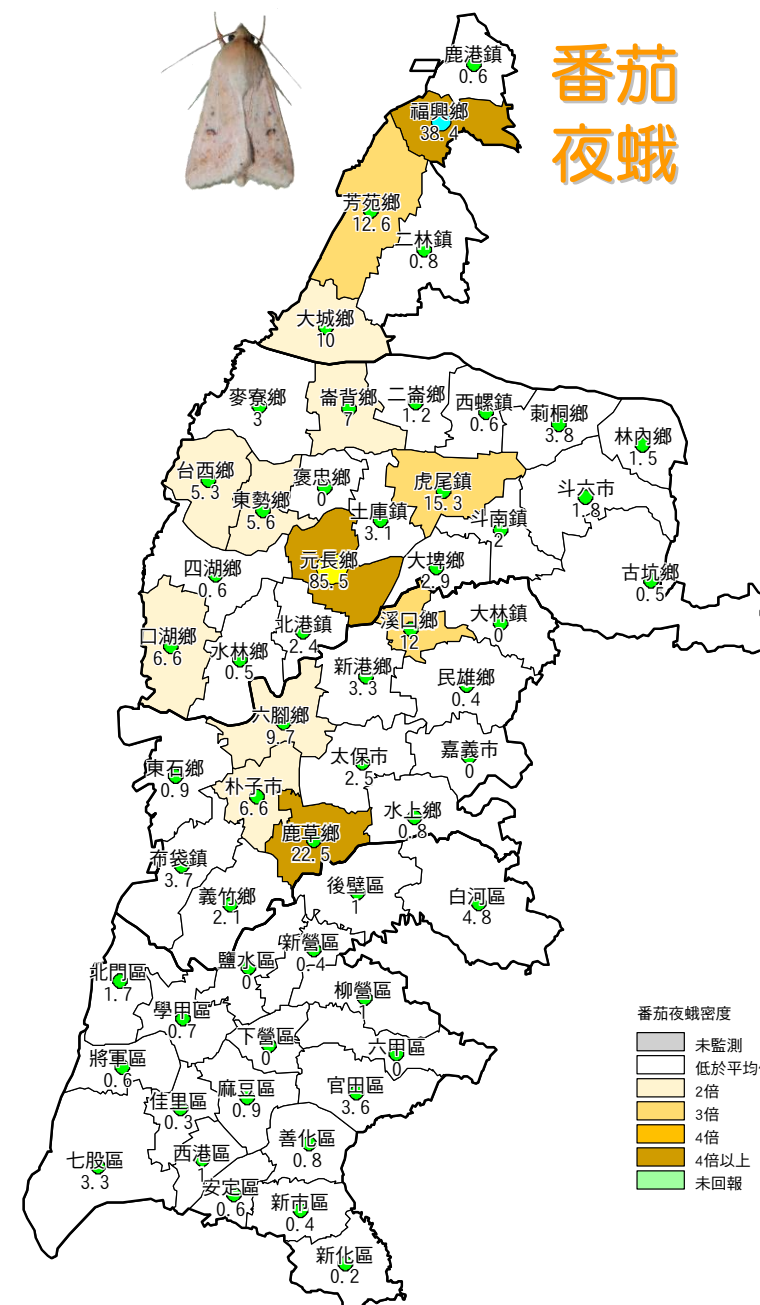 番茄
夜蛾
鹿港鎮
0.6
福興鄉
38.4
芳苑鄉
12.6
二林鎮
0.8
大城鄉
10
麥寮鄉
3
崙背鄉
7
二崙鄉
1.2
西螺鎮
0.6
莿桐鄉
3.8
林內鄉
1.5
台西鄉
5.3
東勢鄉
5.6
褒忠鄉
0
土庫鎮
3.1
虎尾鎮
15.3
斗南鎮
2
斗六市
1.8
四湖鄉
0.6
元長鄉
85.5
大埤鄉
2.9
古坑鄉
0.5
口湖鄉
6.6
水林鄉
0.5
北港鎮
2.4
溪口鄉
12
大林鎮
0
新港鄉
3.3
民雄鄉
0.4
六腳鄉
9.7
太保市
2.5
嘉義市
0
東石鄉
0.9
朴子市
6.6
水上鄉
0.8
鹿草鄉
22.5
布袋鎮
3.7
義竹鄉
2.1
後壁區
1
白河區
4.8
北門區
1.7
鹽水區
0
新營區
0.4
柳營區
1
學甲區
0.7
下營區
0
六甲區
0
將軍區
0.6
佳里區
0.3
麻豆區
0.9
官田區
3.6
七股區
3.3
西港區
1
善化區
0.8
安定區
0.6
新市區
0.4
新化區
0.2
番茄夜蛾密度
未監測
低於平均
2倍
3倍
4倍
4倍以上
未回報